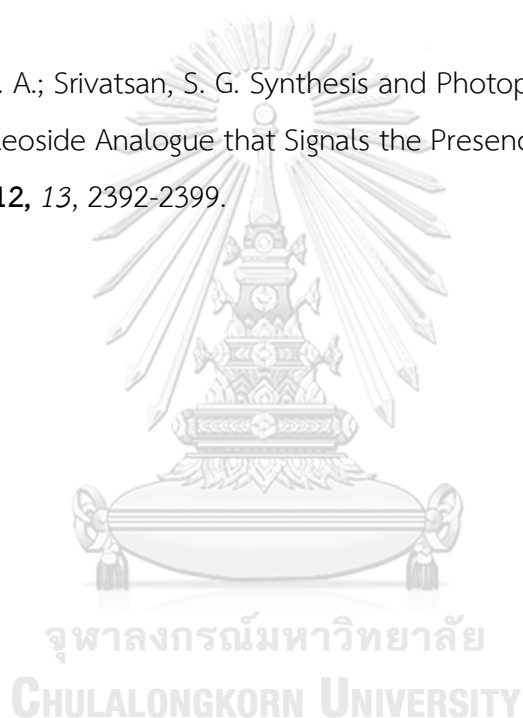 . A.; Srivatsan, S. G. Synthesis and Photop
leoside Analogue that Signals the Presenc
12, 13, 2392-2399.
จุฬาลงกรณ์มหาวิทยาลัย
CHULALONGKORN UNIVERSITY